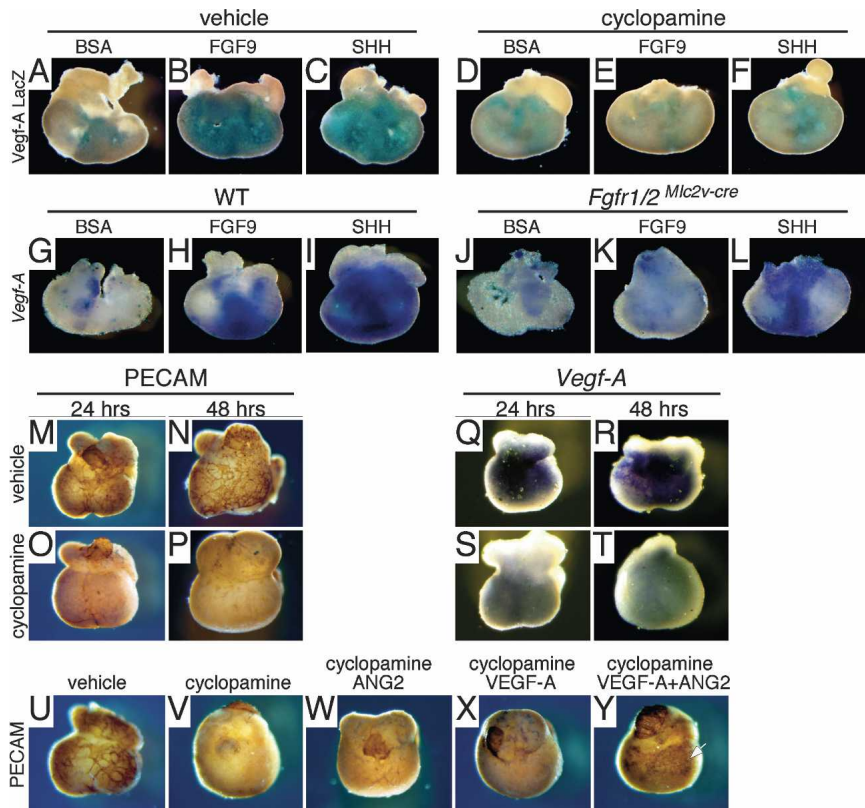 vehicle cyclopamine
BSA FGF9 SHH BSA FGF9 SHH
Vegf-A LacZ
A B C D E F
WT Fgfr1/2 Mlc2v-cre
BSA FGF9 SHH BSA FGF9 SHH
Vegf-A
G H I J K L
PECAM Vegf-A
24 hrs 48 hrs 24 hrs 48 hrs
vehicle
M N Q R
cyclopamine
O P S T
vehicle cyclopamine cyclopamine ANG2 cyclopamine VEGF-A cyclopamine VEGF-A+ANG2
PECAM
U V W X Y